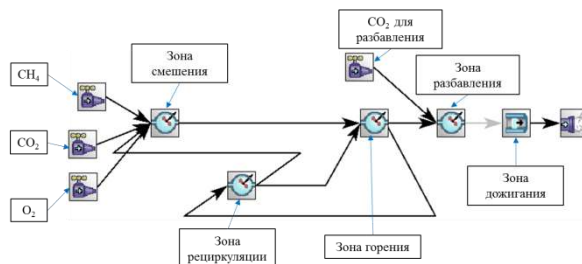 CO₂ для
разбавления
Зона
смешения
Зона
разбавления
CH₄
CO₂
O₂
Зона
рециркуляции
Зона горения
Зона
дожигания